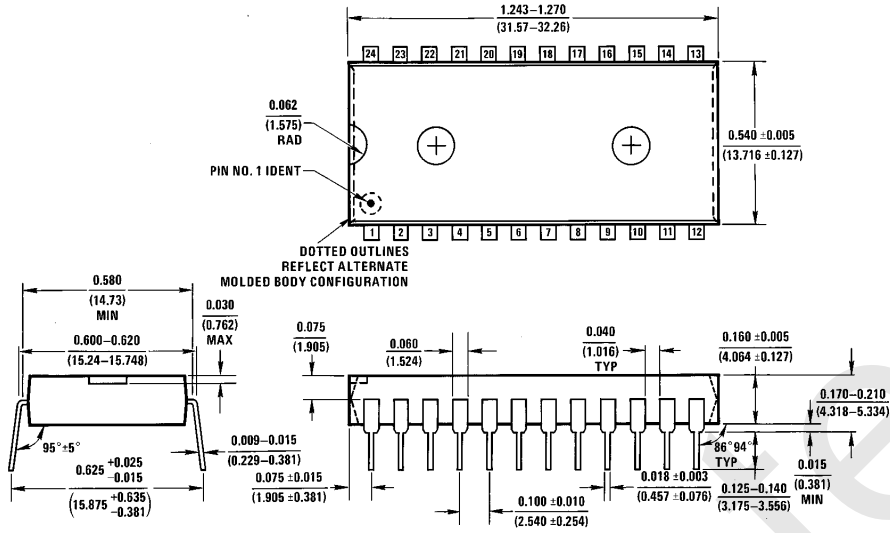 1.243–1.270
(31.57–32.26)
24 23 22 21 20 19 18 17 16 15 14 13
0.062
(1.575)
RAD
0.540 ±0.005
(13.716 ±0.127)
PIN NO. 1 IDENT
1 2 3 4 5 6 7 8 9 10 11 12
DOTTED OUTLINES
REFLECT ALTERNATE
MOLDED BODY CONFIGURATION
0.580
(14.73)
MIN
0.030
(0.762)
MAX
0.600–0.620
(15.24–15.748)
95°±5°
0.009–0.015
(0.229–0.381)
0.625 +0.025 -0.015
(15.875 +0.635 -0.381)
0.075
(1.905)
0.060
(1.524)
0.040
(1.016)
TYP
0.160 ±0.005
(4.064 ±0.127)
0.170–0.210
(4.318–5.334)
86°94°
TYP
0.015
(0.381)
MIN
0.075 ±0.015
(1.905 ±0.381)
0.100 ±0.010
(2.540 ±0.254)
0.018 ±0.003
(0.457 ±0.076)
0.125-0.140
(3.175–3.556)